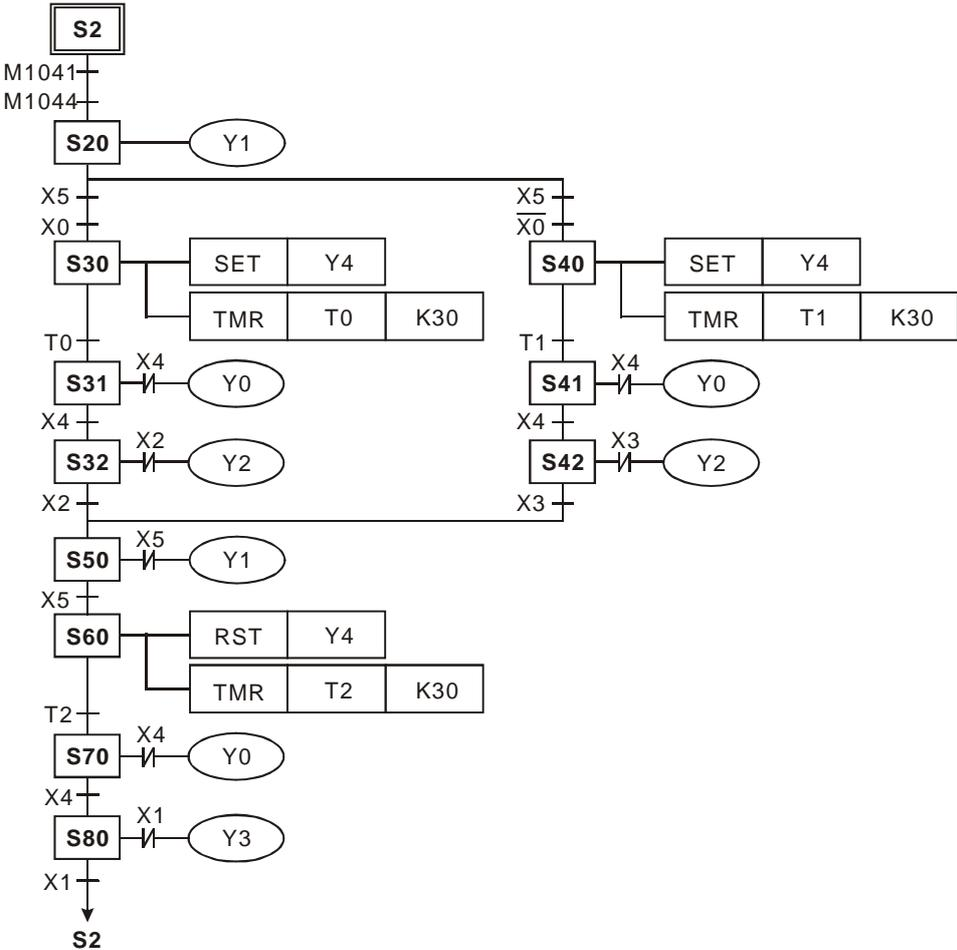 S2
M1041
M1044
S20 Y1
X5 X5
X0 X̅0̅
S30 SET Y4 S40 SET Y4
TMR T0 K30 TMR T1 K30
T0 T1
X4 X4
S31 Y0 S41 Y0
X4 X4
X2 X3
S32 Y2 S42 Y2
X2 X3
X5
S50 Y1
X5
S60 RST Y4
TMR T2 K30
T2
X4
S70 Y0
X4
X1
S80 Y3
X1
S2